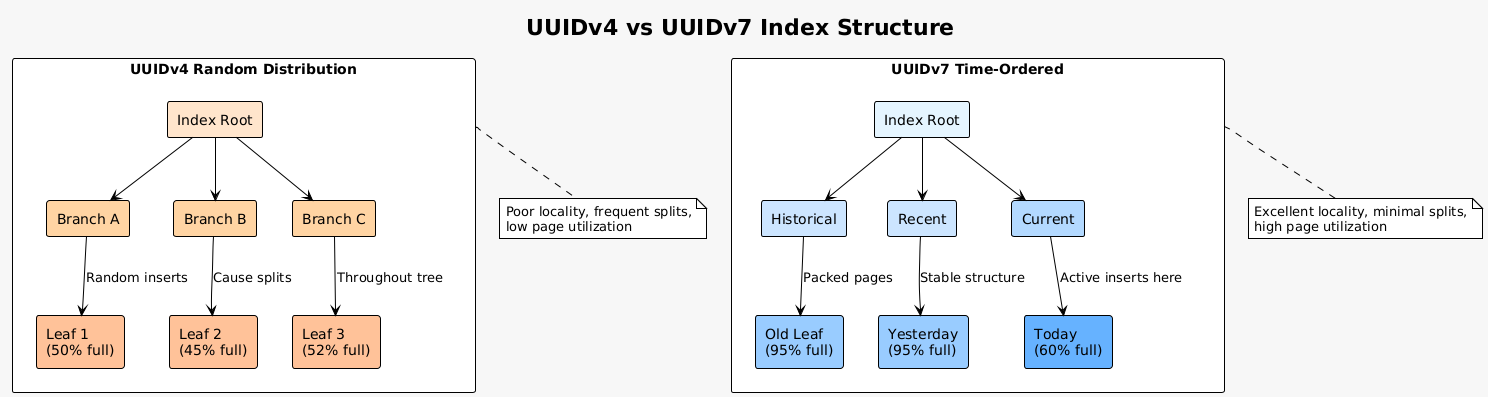 UUIDv4 vs UUIDv7 Index Structure
UUIDv4 Random Distribution
Index Root
Branch A
Branch B
Branch C
Random inserts
Cause splits
Throughout tree
Leaf 1
(50% full)
Leaf 2
(45% full)
Leaf 3
(52% full)
Poor locality, frequent splits,
low page utilization
UUIDv7 Time-Ordered
Index Root
Historical
Recent
Current
Packed pages
Stable structure
Active inserts here
Old Leaf
(95% full)
Yesterday
(95% full)
Today
(60% full)
Excellent locality, minimal splits,
high page utilization